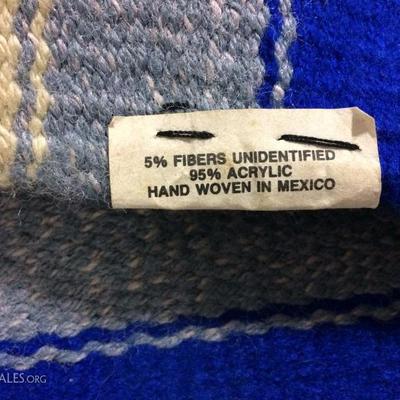 5% FIBERS UNIDENTIFIED
95% ACRYLIC
HAND WOVEN IN MEXICO
ALES.ORG